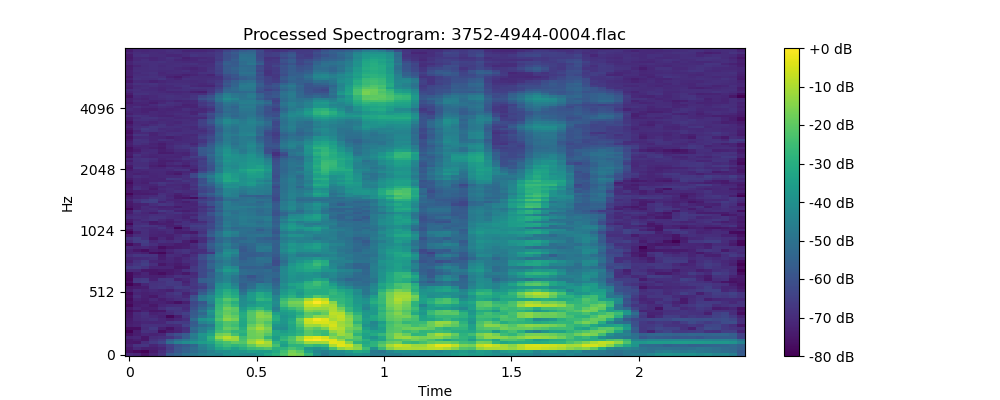 Processed Spectrogram: 3752-4944-0004.flac
Hz
4096
2048
1024
512
0
0
0.5
1
1.5
2
Time
+0 dB
-10 dB
-20 dB
-30 dB
-40 dB
-50 dB
-60 dB
-70 dB
-80 dB